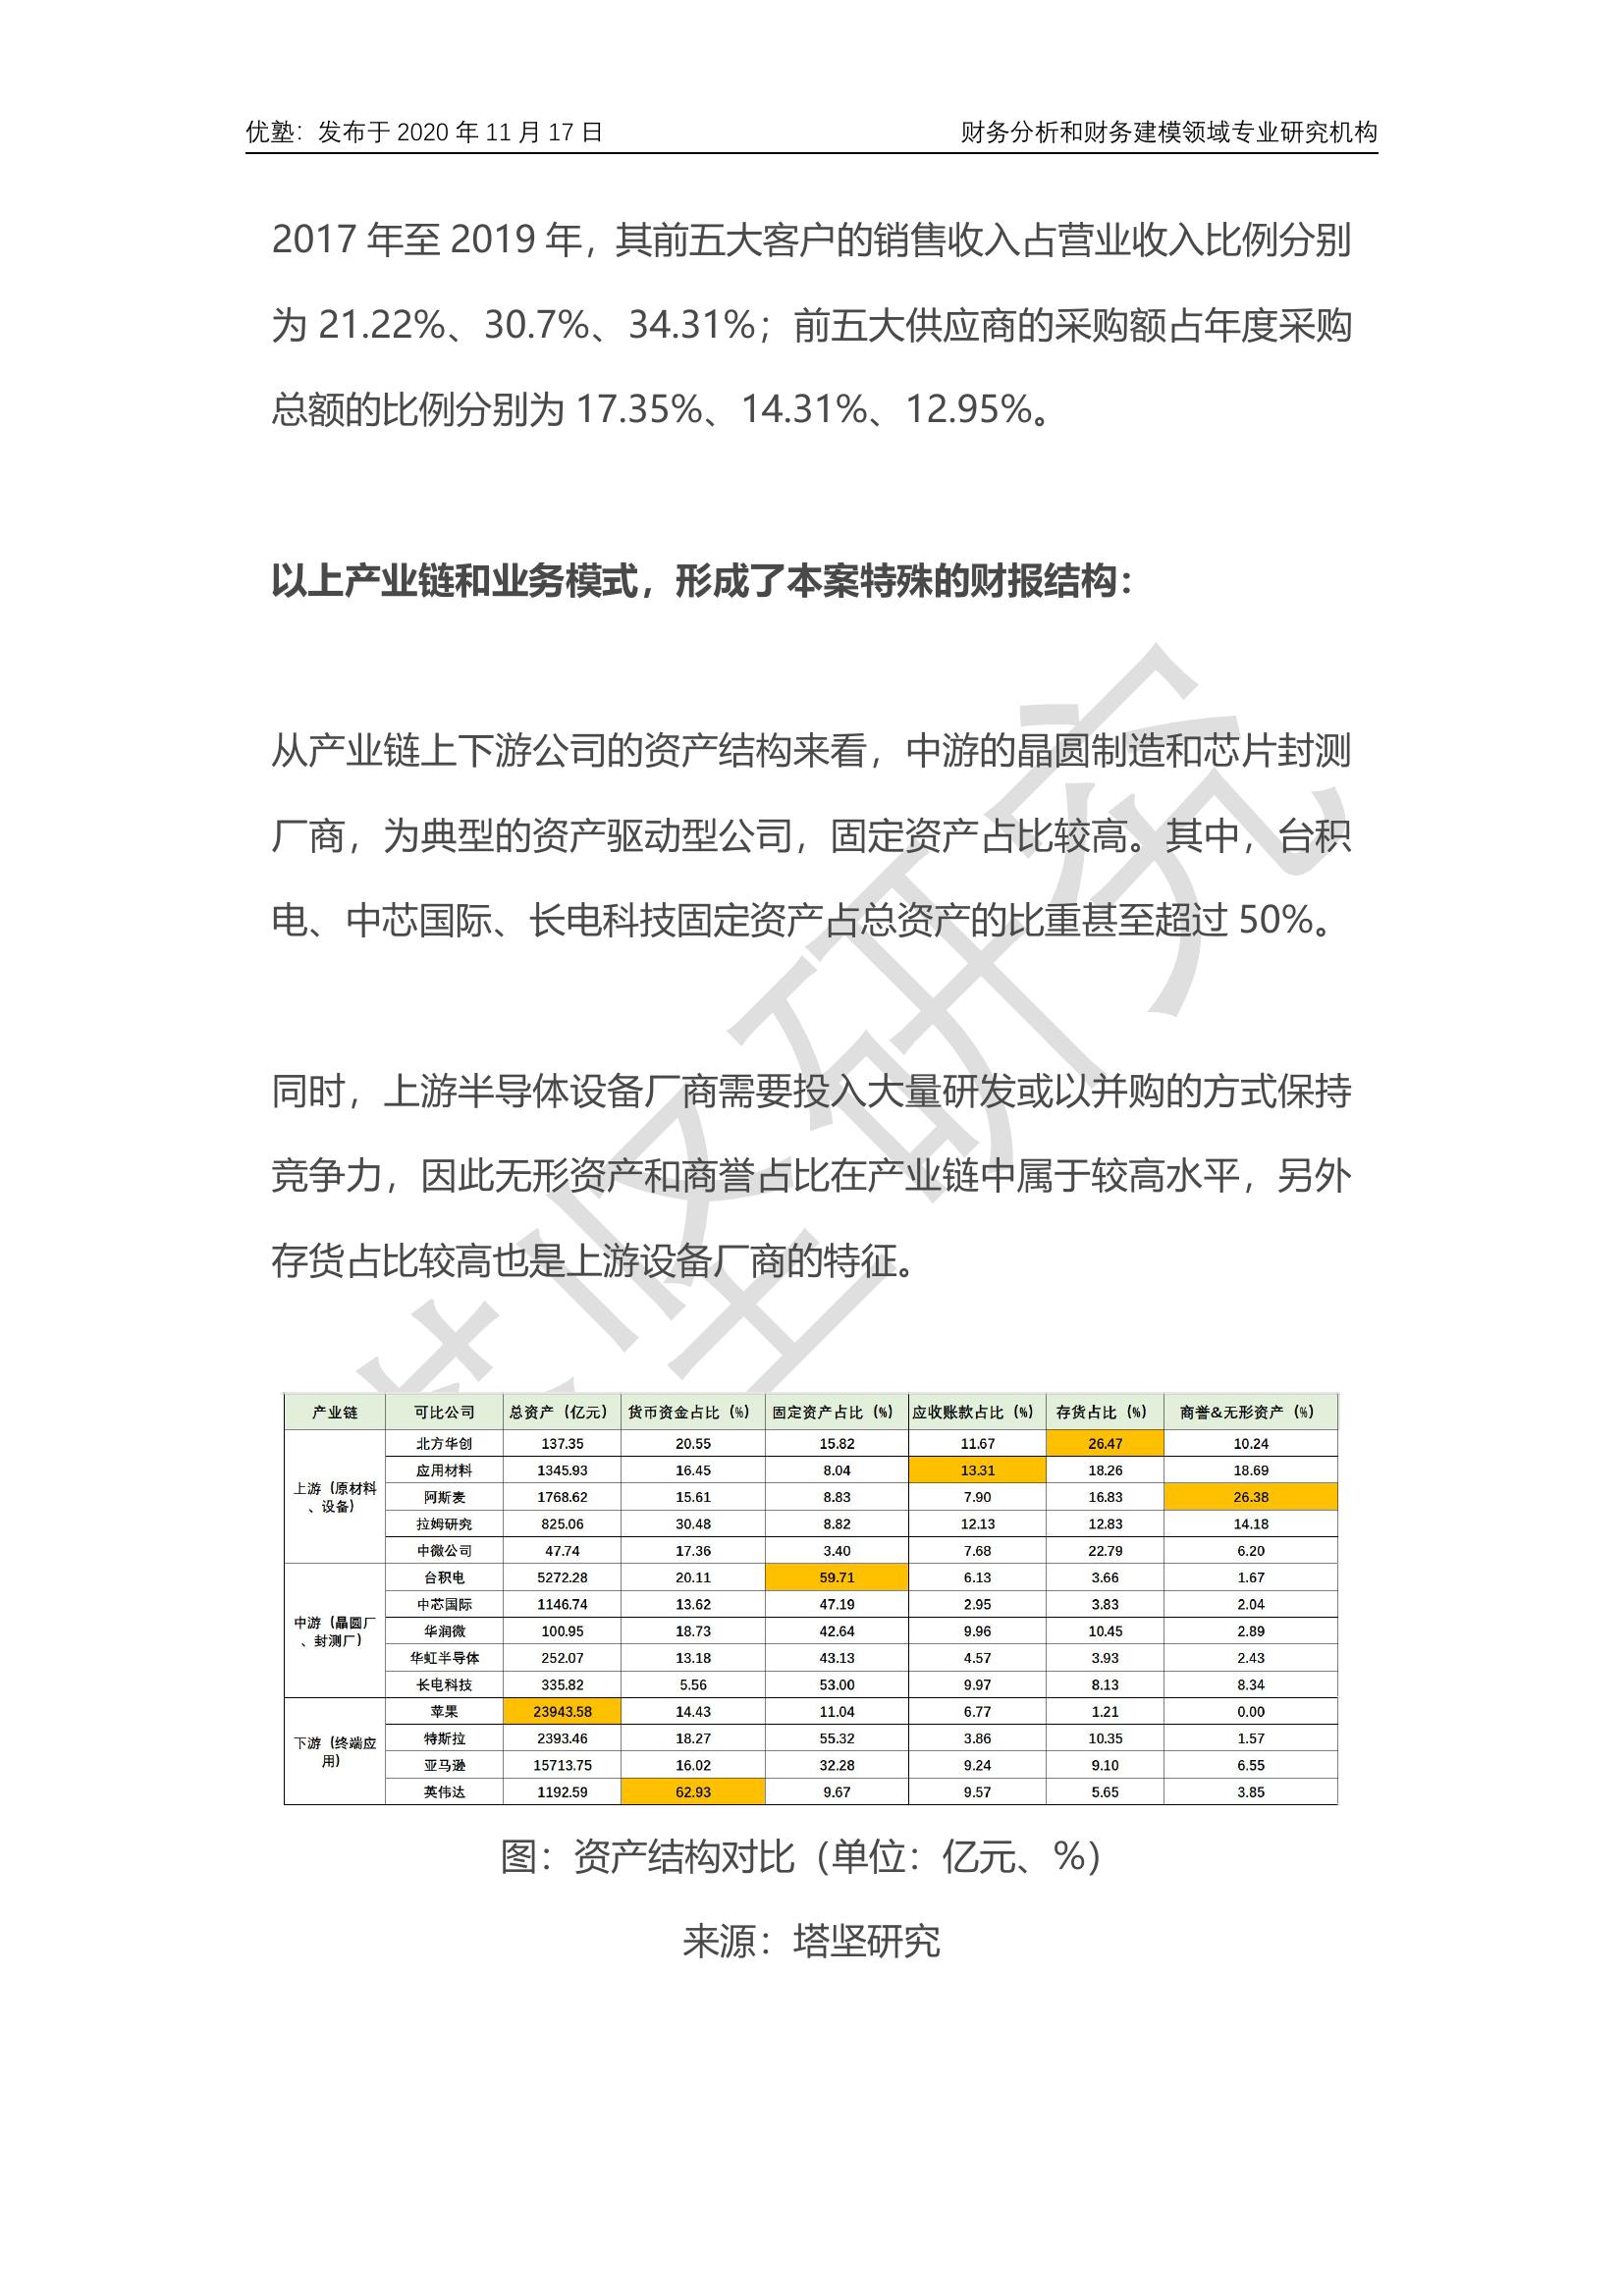 优塾：发布于 2020 年 11 月 17 日 财务分析和财务建模领域专业研究机构
2017 年至 2019 年，其前五大客户的销售收入占营业收入比例分别
为 21.22%、30.7%、34.31%；前五大供应商的采购额占年度采购
总额的比例分别为 17.35%、14.31%、12.95%。
以上产业链和业务模式，形成了本案特殊的财报结构：
从产业链上下游公司的资产结构来看，中游的晶圆制造和芯片封测
厂商，为典型的资产驱动型公司，固定资产占比较高。其中，台积
电、中芯国际、长电科技固定资产占总资产的比重甚至超过 50%。
同时，上游半导体设备厂商需要投入大量研发或以并购的方式保持
竞争力，因此无形资产和商誉占比在产业链中属于较高水平，另外
存货占比较高也是上游设备厂商的特征。
塔坚研究
产业链 可比公司 总资产（亿元） 货币资金占比（%） 固定资产占比（%） 应收账款占比（%） 存货占比（%） 商誉&无形资产（%）
上游（原材料
、设备）
北方华创 137.35 20.55 15.82 11.67 26.47 10.24
应用材料 1345.93 16.45 8.04 13.31 18.26 18.69
阿斯麦 1768.62 15.61 8.83 7.90 16.83 26.38
拉姆研究 825.06 30.48 8.82 12.13 12.83 14.18
中微公司 47.74 17.36 3.40 7.68 22.79 6.20
中游（晶圆厂
、封测厂）
台积电 5272.28 20.11 59.71 6.13 3.66 1.67
中芯国际 1146.74 13.62 47.19 2.95 3.83 2.04
华润微 100.95 18.73 42.64 9.96 10.45 2.89
华虹半导体 252.07 13.18 43.13 4.57 3.93 2.43
长电科技 335.82 5.56 53.00 9.97 8.13 8.34
下游（终端应
用）
苹果 23943.58 14.43 11.04 6.77 1.21 0.00
特斯拉 2393.46 18.27 55.32 3.86 10.35 1.57
亚马逊 15713.75 16.02 32.28 9.24 9.10 6.55
英伟达 1192.59 62.93 9.67 9.57 5.65 3.85
图：资产结构对比（单位：亿元、%）
来源：塔坚研究